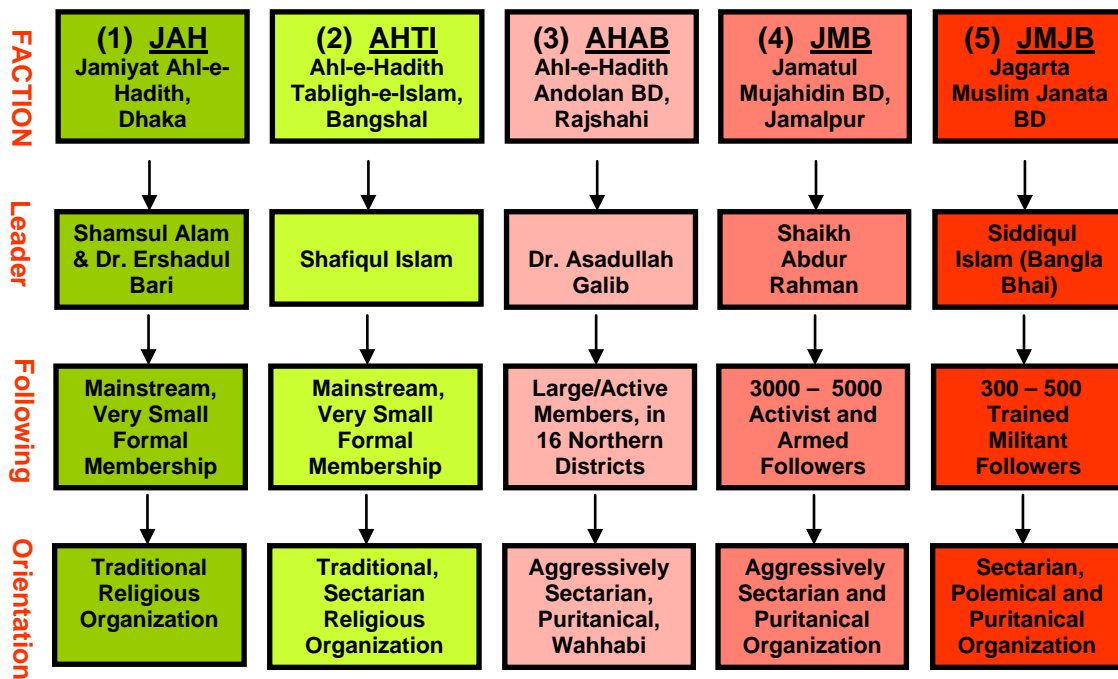 FACTION
(1) JAH
Jamiyat Ahl-e-
Hadith,
Dhaka
(2) AHTI
Ahl-e-Hadith
Tabligh-e-Islam,
Bangshal
(3) AHAB
Ahl-e-Hadith
Andolan BD,
Rajshahi
(4) JMB
Jamatul
Mujahidin BD,
Jamalpur
(5) JMJB
Jagarta
Muslim Janata
BD
Leader
Shamsul Alam
& Dr. Ershadul
Bari
Shafiqul Islam
Dr. Asadullah
Galib
Shaikh
Abdur
Rahman
Siddiqul
Islam (Bangla
Bhai)
Following
Mainstream,
Very Small
Formal
Membership
Mainstream,
Very Small
Formal
Membership
Large/Active
Members, in
16 Northern
Districts
3000 – 5000
Activist and
Armed
Followers
300 – 500
Trained
Militant
Followers
Orientation
Traditional
Religious
Organization
Traditional,
Sectarian
Religious
Organization
Aggressively
Sectarian,
Puritanical,
Wahhabi
Aggressively
Sectarian and
Puritanical
Organization
Sectarian,
Polemical and
Puritanical
Organization